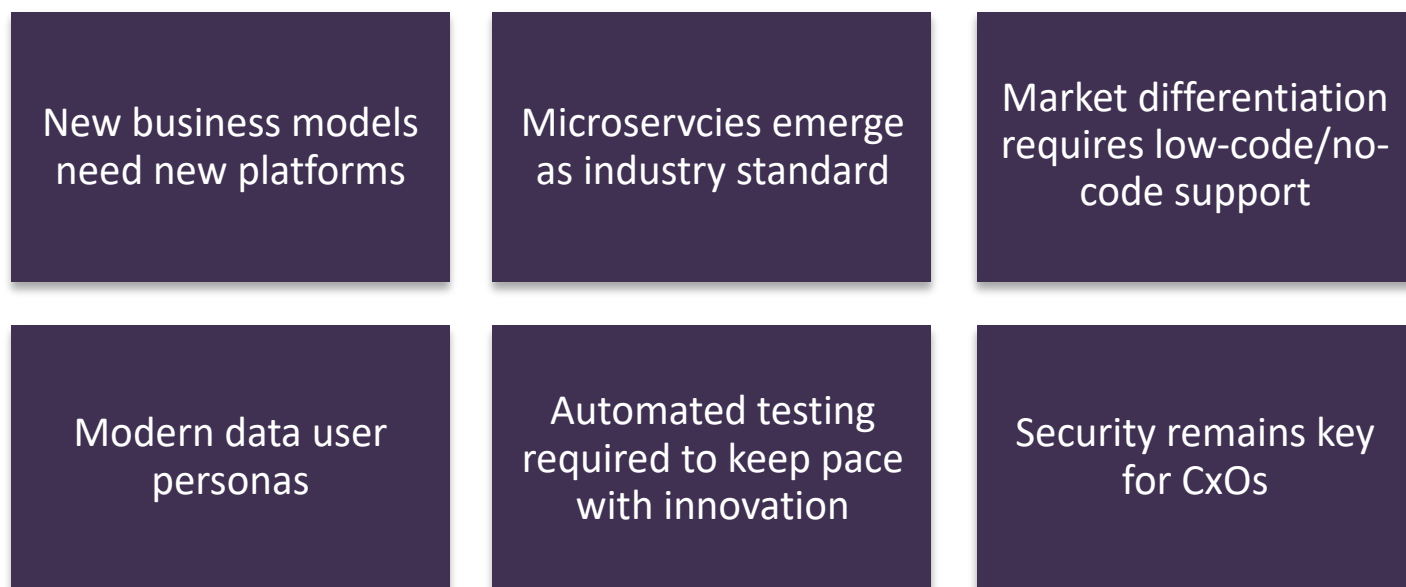 New business models
need new platforms
Microservcies emerge
as industry standard
Market differentiation
requires low-code/no-
code support
Modern data user
personas
Automated testing
required to keep pace
with innovation
Security remains key
for CxOs